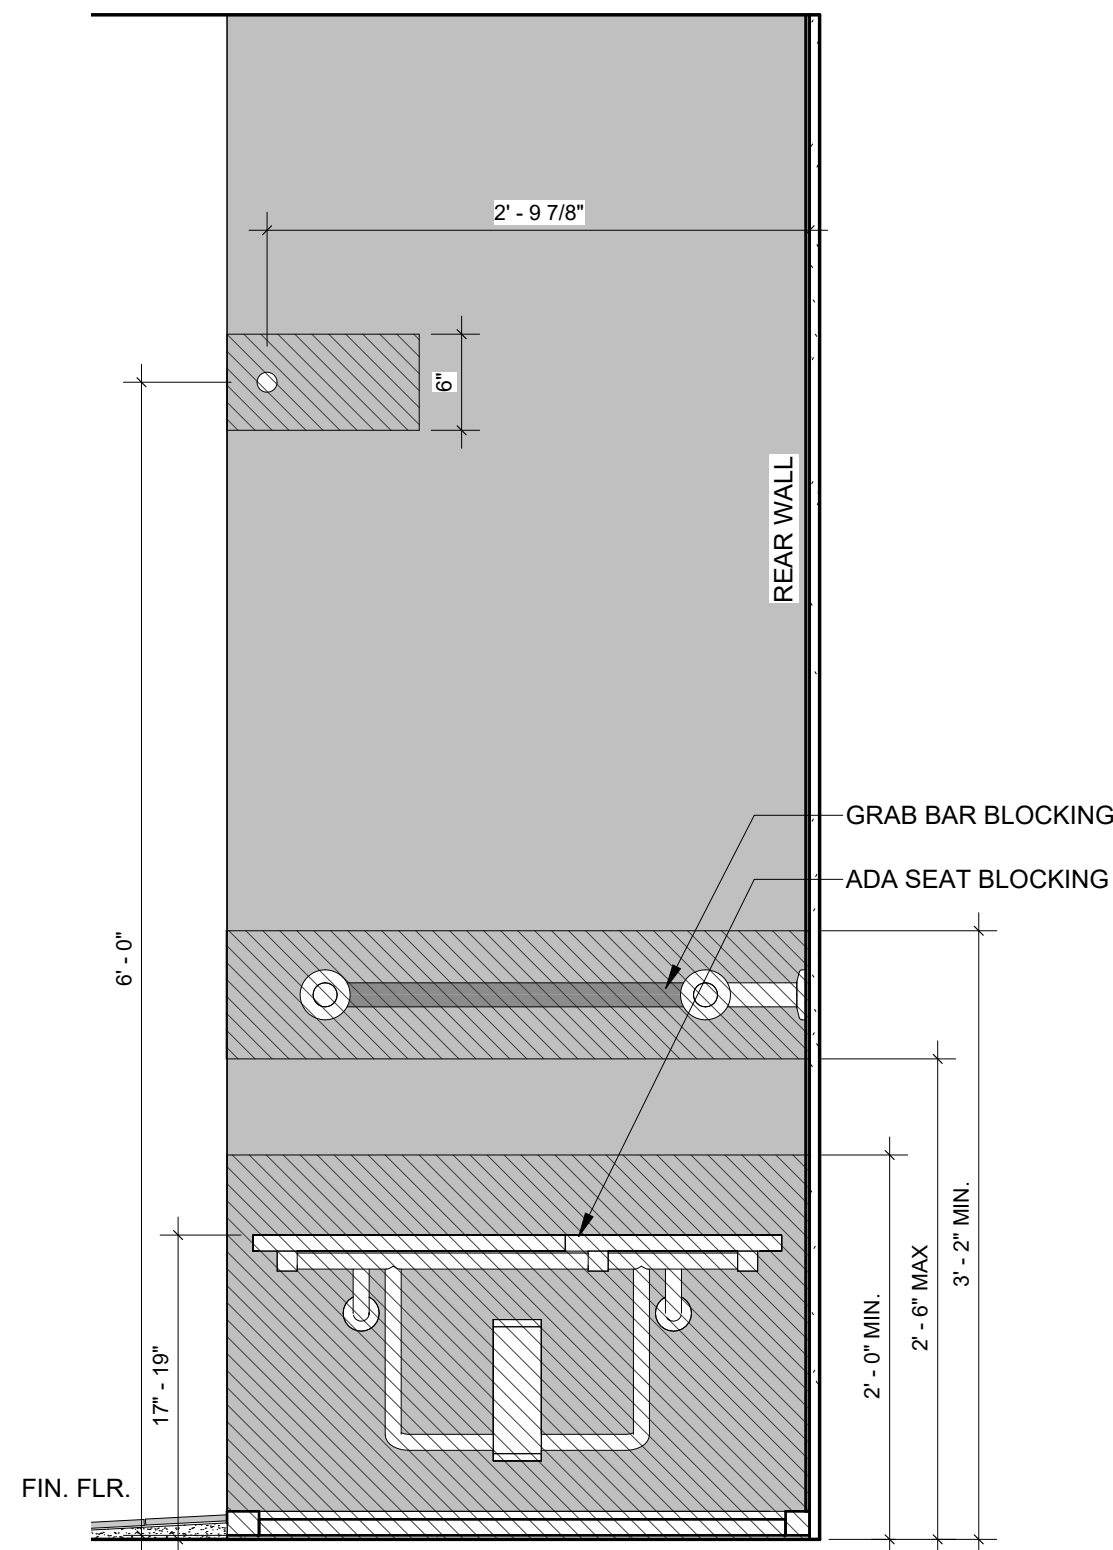 2' - 9 7/8"
6"
REAR WALL
GRAB BAR BLOCKING
ADA SEAT BLOCKING
6' - 0"
3' - 2" MIN.
2' - 6" MAX
2' - 0" MIN.
17" - 19"
FIN. FLR.